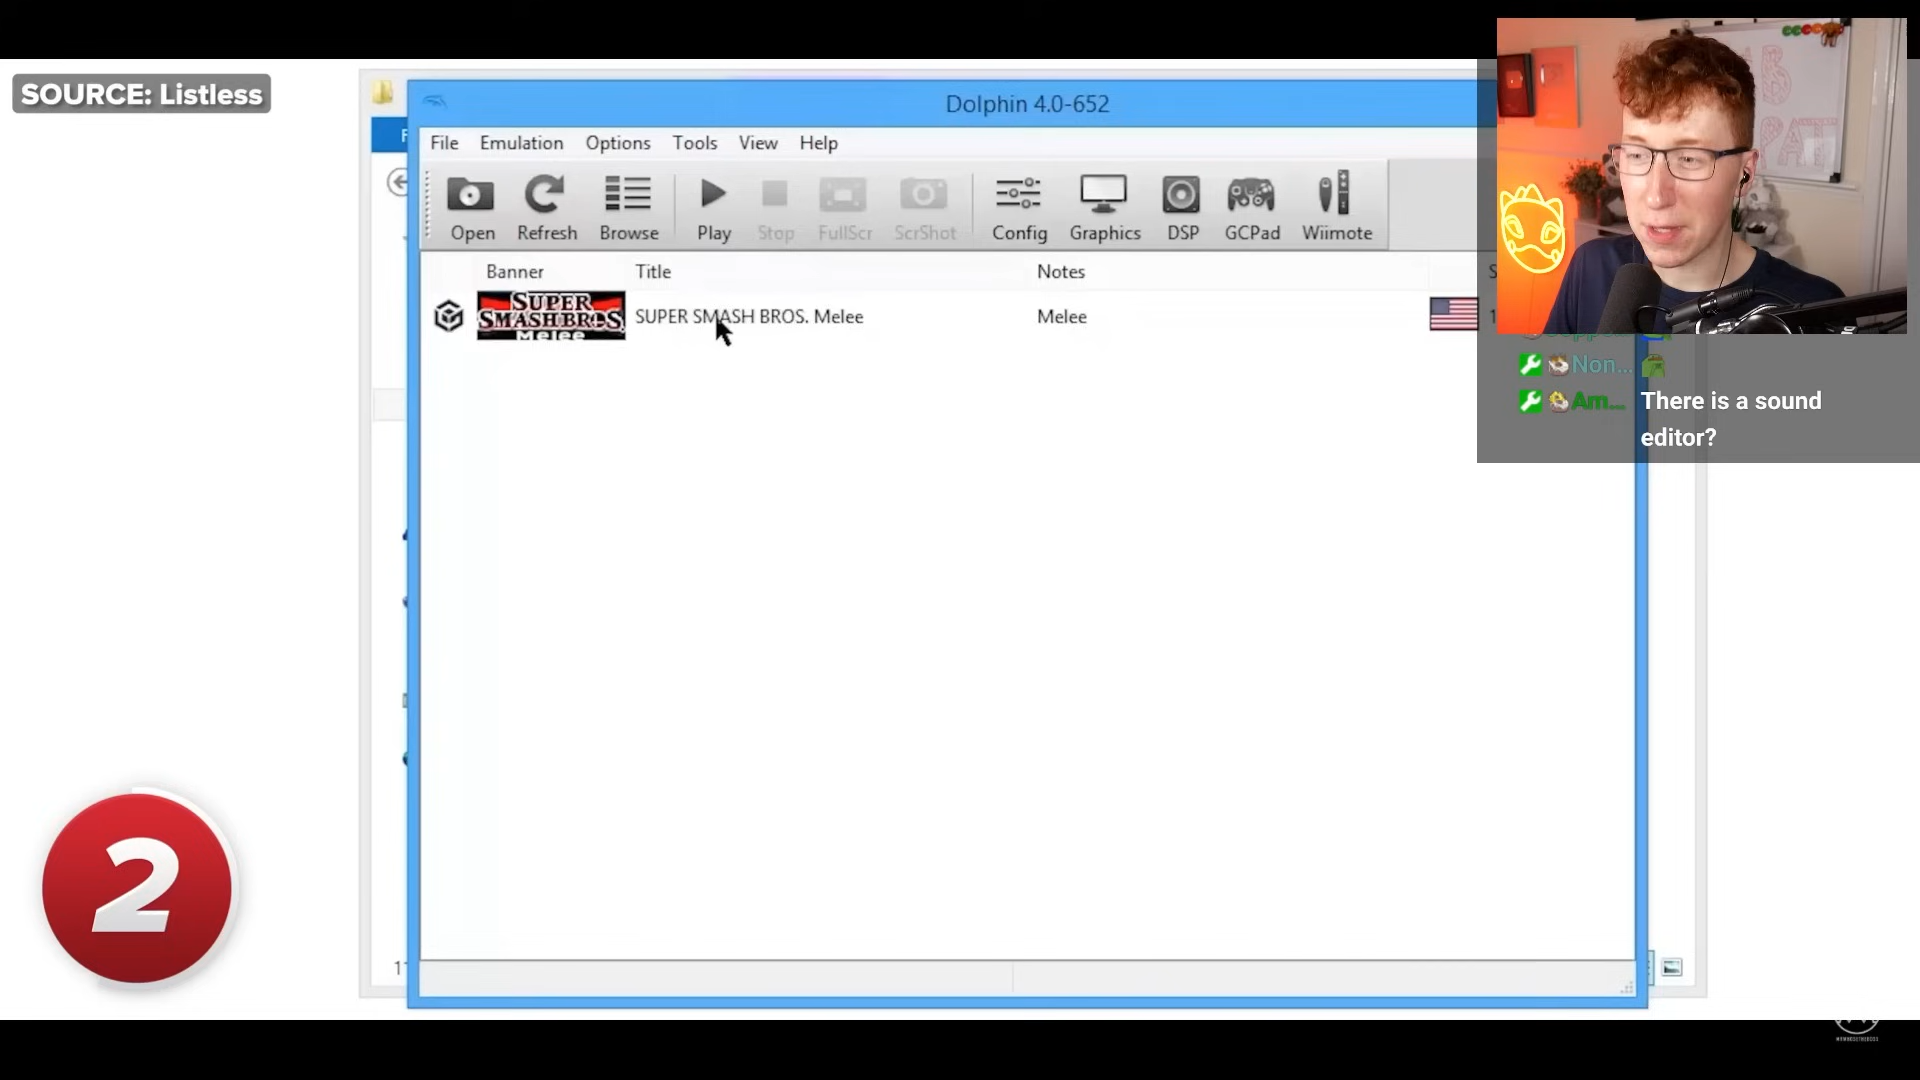 SOURCE: Listless
Dolphin 4.0-652
File Emulation Options Tools View Help
Open Refresh Browse Play Stop FullScr ScrShot Config Graphics DSP GCPad Wiimote
Banner Title Notes
SUPER
SMASH BROS.
Melee
SUPER SMASH BROS. Melee Melee
Non...
Am... There is a sound
editor?
2